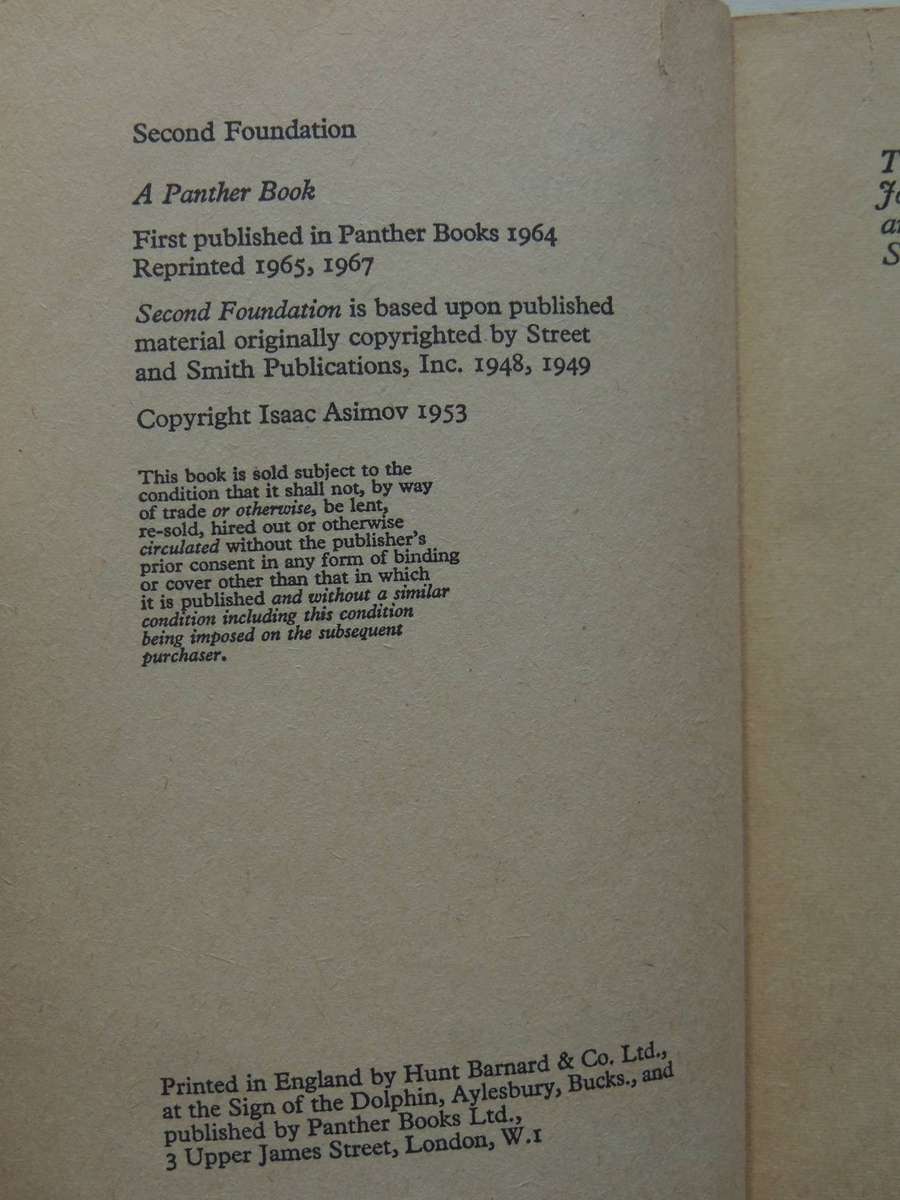 Second Foundation
A Panther Book
First published in Panther Books 1964
Reprinted 1965, 1967
Second Foundation is based upon published
material originally copyrighted by Street
and Smith Publications, Inc. 1948, 1949
Copyright Isaac Asimov 1953
This book is sold subject to the
condition that it shall not, by way
of trade or otherwise, be lent,
re-sold, hired out or otherwise
circulated without the publisher's
prior consent in any form of binding
or cover other than that in which
it is published and without a similar
condition including this condition
being imposed on the subsequent
purchaser.
Printed in England by Hunt Barnard & Co. Ltd.,
at the Sign of the Dolphin, Aylesbury, Bucks., and
published by Panther Books Ltd.,
3 Upper James Street, London, W.1